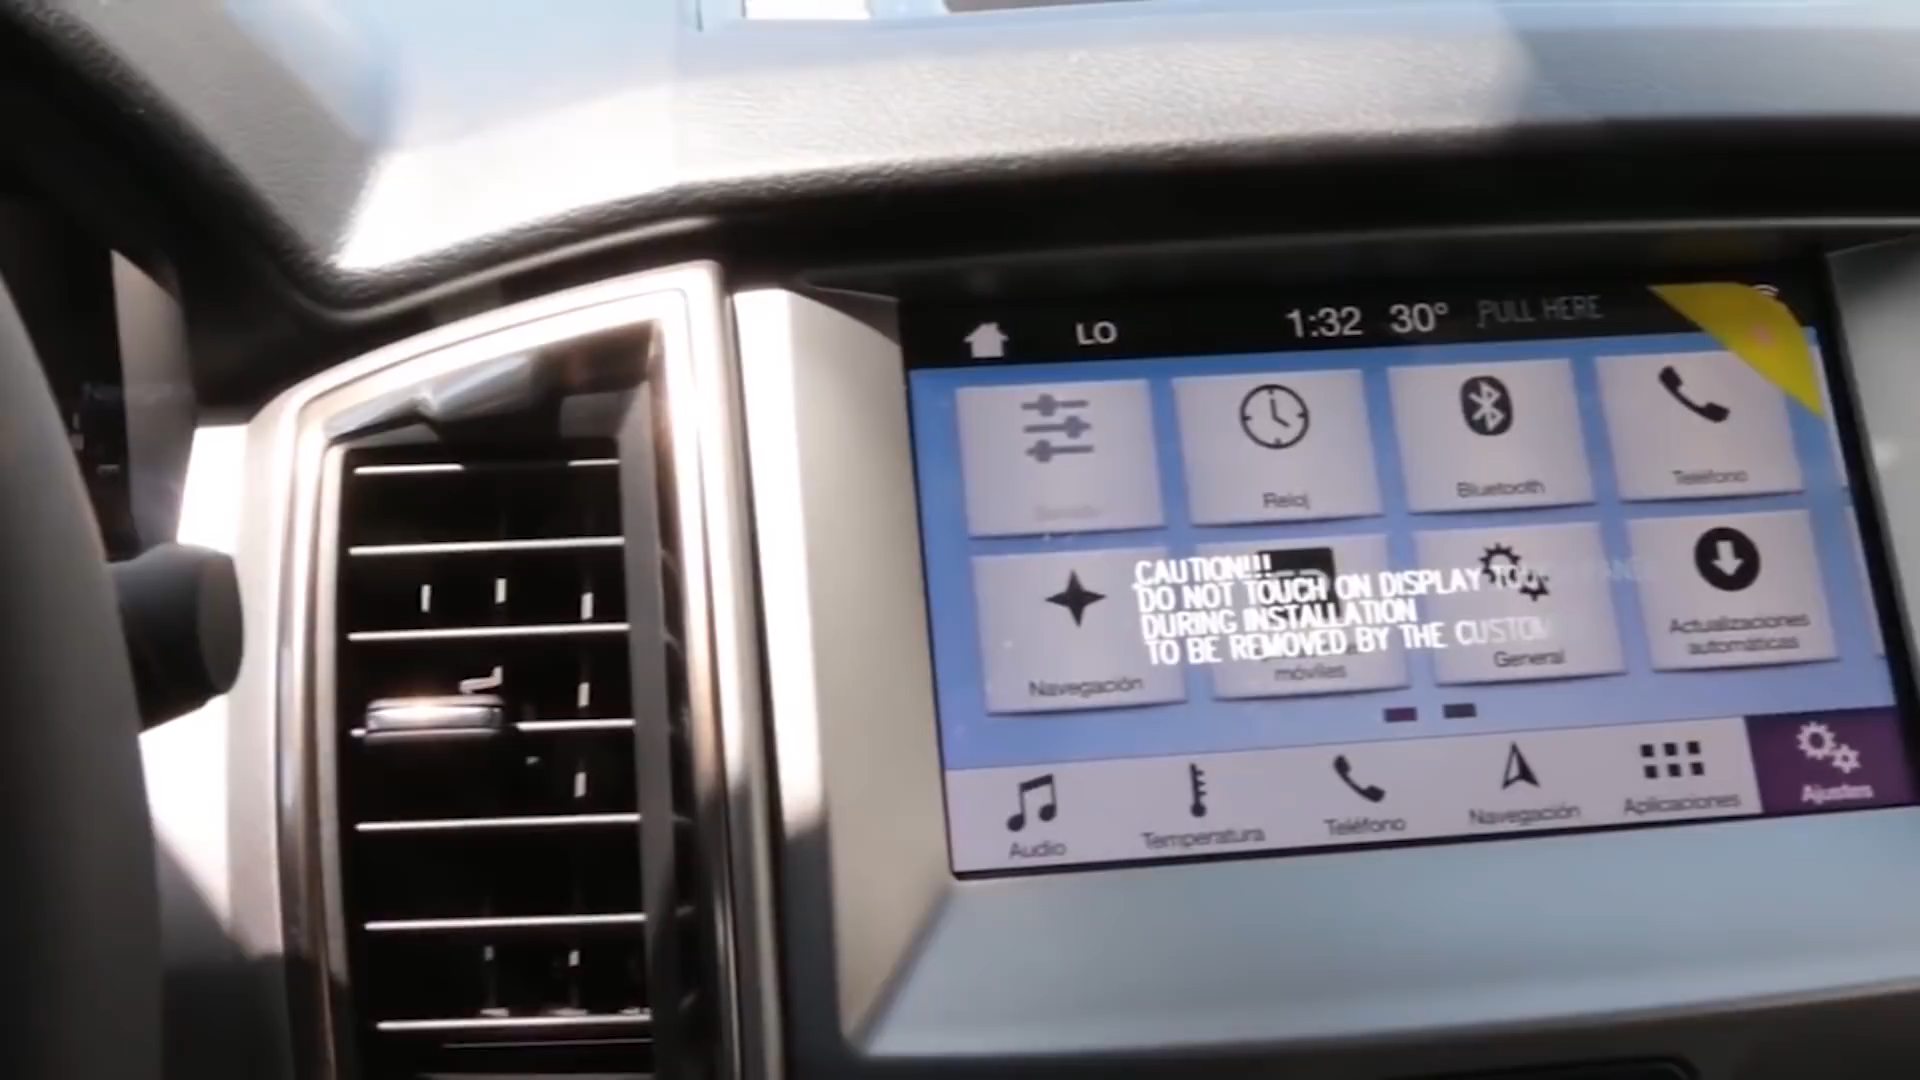 LO 1:32 30° PULL HERE
Reloj
Bluetooth
Teléfono
CAUTION!!!
DO NOT TOUCH ON DISPLAY
DURING INSTALLATION
TO BE REMOVED BY THE
Navegación
móviles
General
Actualizaciones
automáticas
Audio
Temperatura
Teléfono
Navegación
Aplicaciones
Ajustes